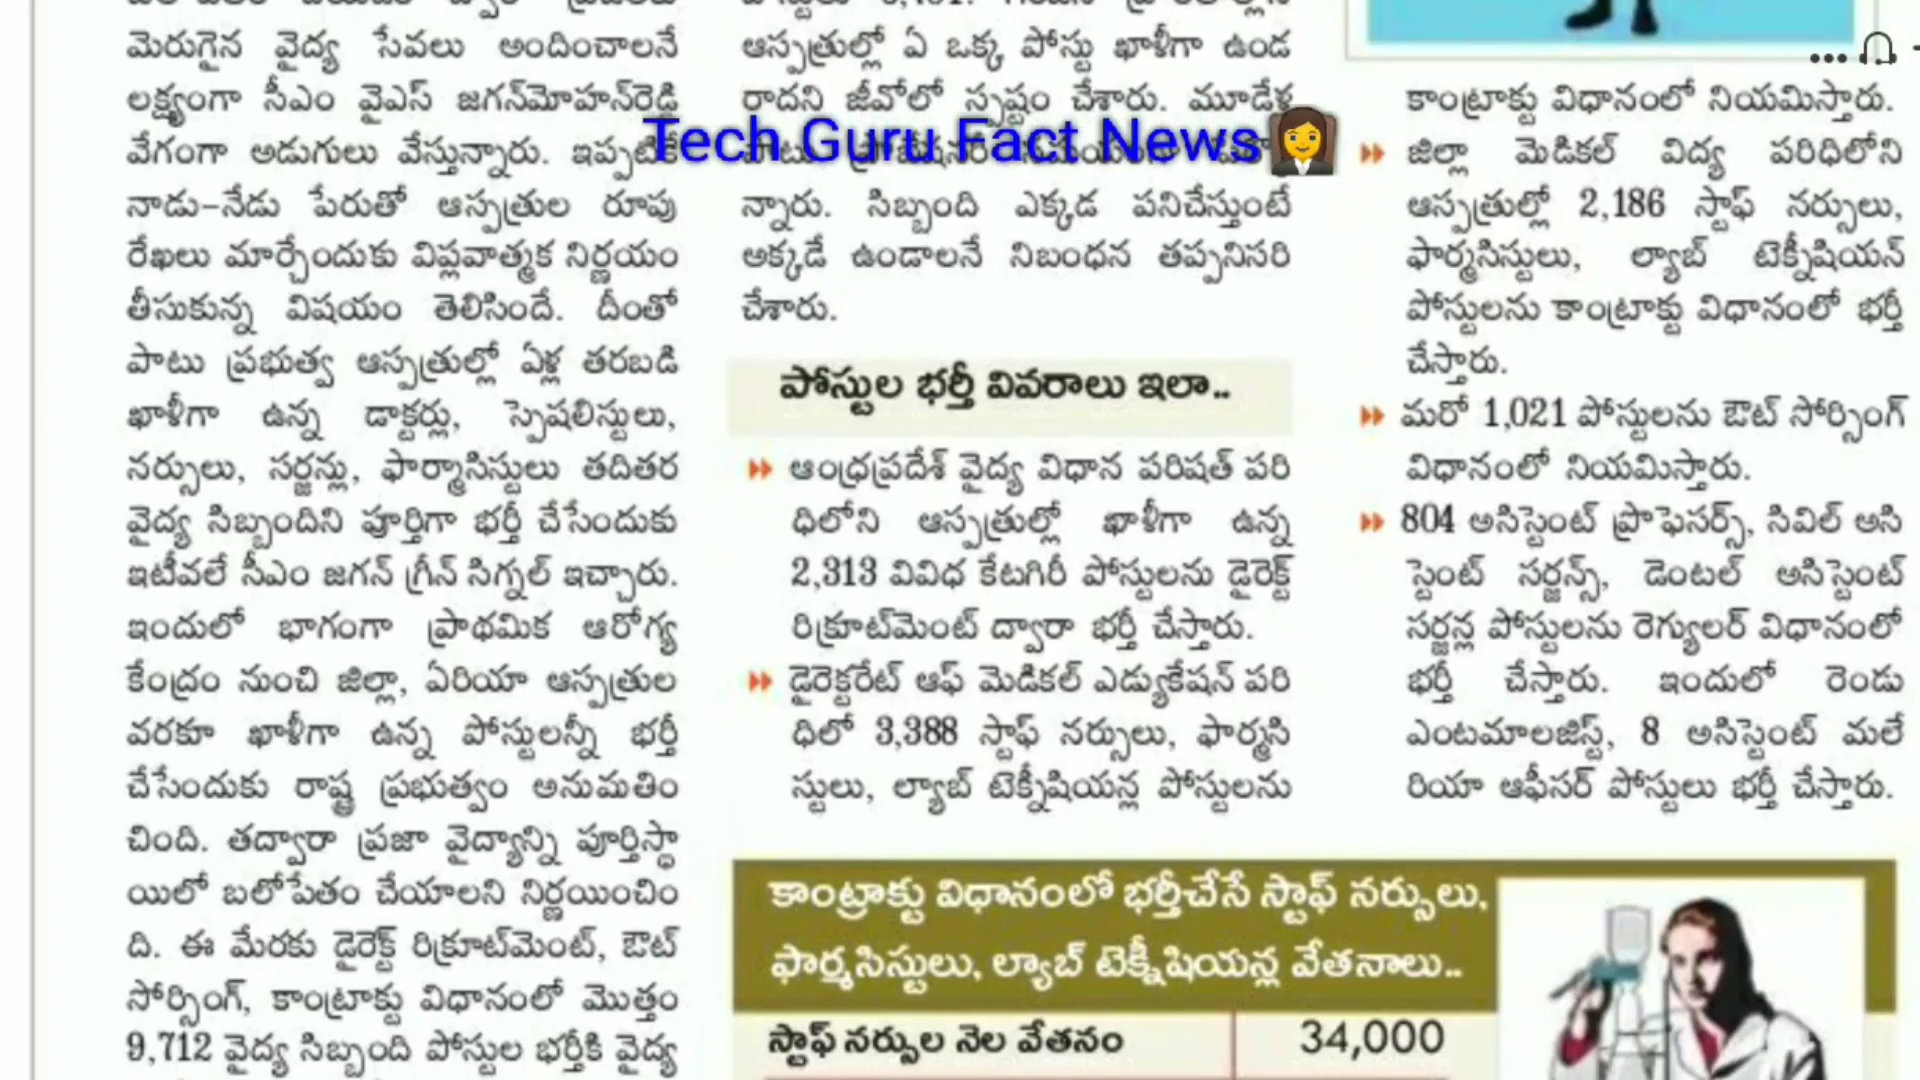 మెరుగైన వైద్య సేవలు అందించాలనే
లక్ష్యంగా సీఎం వైఎస్ జగన్‌మోహన్‌రెడ్డి
వేగంగా అడుగులు వేస్తున్నారు. ఇప్పటికే
నాడు–నేడు పేరుతో ఆస్పత్రుల రూపు
రేఖలు మార్చేందుకు విప్లవాత్మక నిర్ణయం
తీసుకున్న విషయం తెలిసిందే. దీంతో
పాటు ప్రభుత్వ ఆస్పత్రుల్లో ఏళ్ల తరబడి
ఖాళీగా ఉన్న డాక్టర్లు, స్పెషలిస్టులు,
నర్సులు, సర్జన్లు, ఫార్మాసిస్టులు తదితర
వైద్య సిబ్బందిని పూర్తిగా భర్తీ చేసేందుకు
ఇటీవలే సీఎం జగన్ గ్రీన్ సిగ్నల్ ఇచ్చారు.
ఇందులో భాగంగా ప్రాథమిక ఆరోగ్య
కేంద్రం నుంచి జిల్లా, ఏరియా ఆస్పత్రుల
వరకూ ఖాళీగా ఉన్న పోస్టులన్నీ భర్తీ
చేసేందుకు రాష్ట్ర ప్రభుత్వం అనుమతిం
చింది. తద్వారా ప్రజా వైద్యాన్ని పూర్తిస్థా
యిలో బలోపేతం చేయాలని నిర్ణయించిం
ది. ఈ మేరకు డైరెక్ట్ రిక్రూట్‌మెంట్, ఔట్
సోర్సింగ్, కాంట్రాక్టు విధానంలో మొత్తం
9,712 వైద్య సిబ్బంది పోస్టుల భర్తీకి వైద్య
ఆస్పత్రుల్లో ఏ ఒక్క పోస్టు ఖాళీగా ఉండ
రాదని జీవోలో స్పష్టం చేశారు. మూడేళ్ల
Tech Guru Fact News👩‍💼
న్నారు. సిబ్బంది ఎక్కడ పనిచేస్తుంటే
అక్కడే ఉండాలనే నిబంధన తప్పనిసరి
చేశారు.
పోస్టుల భర్తీ వివరాలు ఇలా..
ఆంధ్రప్రదేశ్ వైద్య విధాన పరిషత్ పరి
ధిలోని ఆస్పత్రుల్లో ఖాళీగా ఉన్న
2,313 వివిధ కేటగిరీ పోస్టులను డైరెక్ట్
రిక్రూట్‌మెంట్ ద్వారా భర్తీ చేస్తారు.
డైరెక్టరేట్ ఆఫ్ మెడికల్ ఎడ్యుకేషన్ పరి
ధిలో 3,388 స్టాఫ్ నర్సులు, ఫార్మసి
స్టులు, ల్యాబ్ టెక్నీషియన్ల పోస్టులను
కాంట్రాక్టు విధానంలో నియమిస్తారు.
జిల్లా మెడికల్ విద్య పరిధిలోని
ఆస్పత్రుల్లో 2,186 స్టాఫ్ నర్సులు,
ఫార్మసిస్టులు, ల్యాబ్ టెక్నీషియన్
పోస్టులను కాంట్రాక్టు విధానంలో భర్తీ
చేస్తారు.
మరో 1,021 పోస్టులను ఔట్ సోర్సింగ్
విధానంలో నియమిస్తారు.
804 అసిస్టెంట్ ప్రొఫెసర్స్, సివిల్ అసి
స్టెంట్ సర్జన్స్, డెంటల్ అసిస్టెంట్
సర్జన్ల పోస్టులను రెగ్యులర్ విధానంలో
భర్తీ చేస్తారు. ఇందులో రెండు
ఎంటమాలజిస్ట్, 8 అసిస్టెంట్ మలే
రియా ఆఫీసర్ పోస్టులు భర్తీ చేస్తారు.
కాంట్రాక్టు విధానంలో భర్తీచేసే స్టాఫ్ నర్సులు,
ఫార్మసిస్టులు, ల్యాబ్ టెక్నీషియన్ల వేతనాలు..
స్టాఫ్ నర్సుల నెల వేతనం 34,000